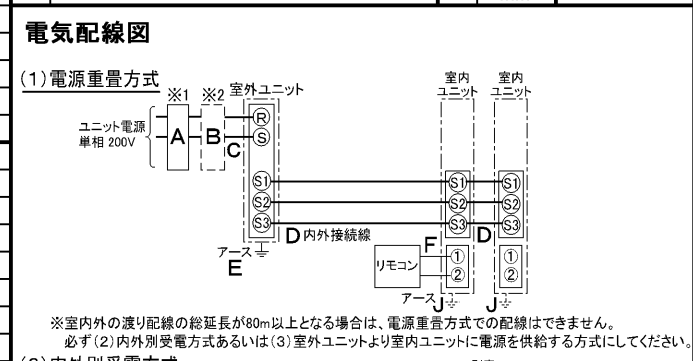 電気配線図
(1)電源重畳方式
※1 ※2 室外ユニット
室内 室内
ユニット ユニット
ユニット電源
単相 200V
A B C
R
S
S1 S1 S1
S2 S2 S2
S3 S3 S3
D 内外接続線
D
アース
E
リモコン
F
① ①
② ②
アース J J
※室内外の渡り配線の総延長が80m以上となる場合は、電源重畳方式での配線はできません。
必ず(2)内外別受電方式あるいは(3)室外ユニットより室内ユニットに電源を供給する方式にしてください。